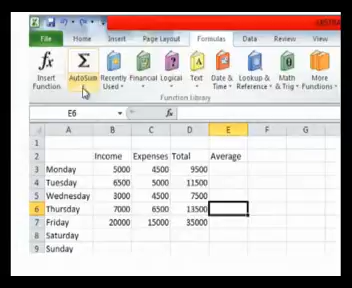 File Home Insert Page Layout Formulas Data Review View
fx Σ ? A θ
Insert Function AutoSum Recently Used Financial Logical Text Date & Time Lookup & Reference Math & Trig More Functions
Function Library
E6 fx
A B C D E F G
1
2 Income Expenses Total Average
3 Monday 5000 4500 9500
4 Tuesday 6500 5000 11500
5 Wednesday 3000 4500 7500
6 Thursday 7000 6500 13500
7 Friday 20000 15000 35000
8 Saturday
9 Sunday